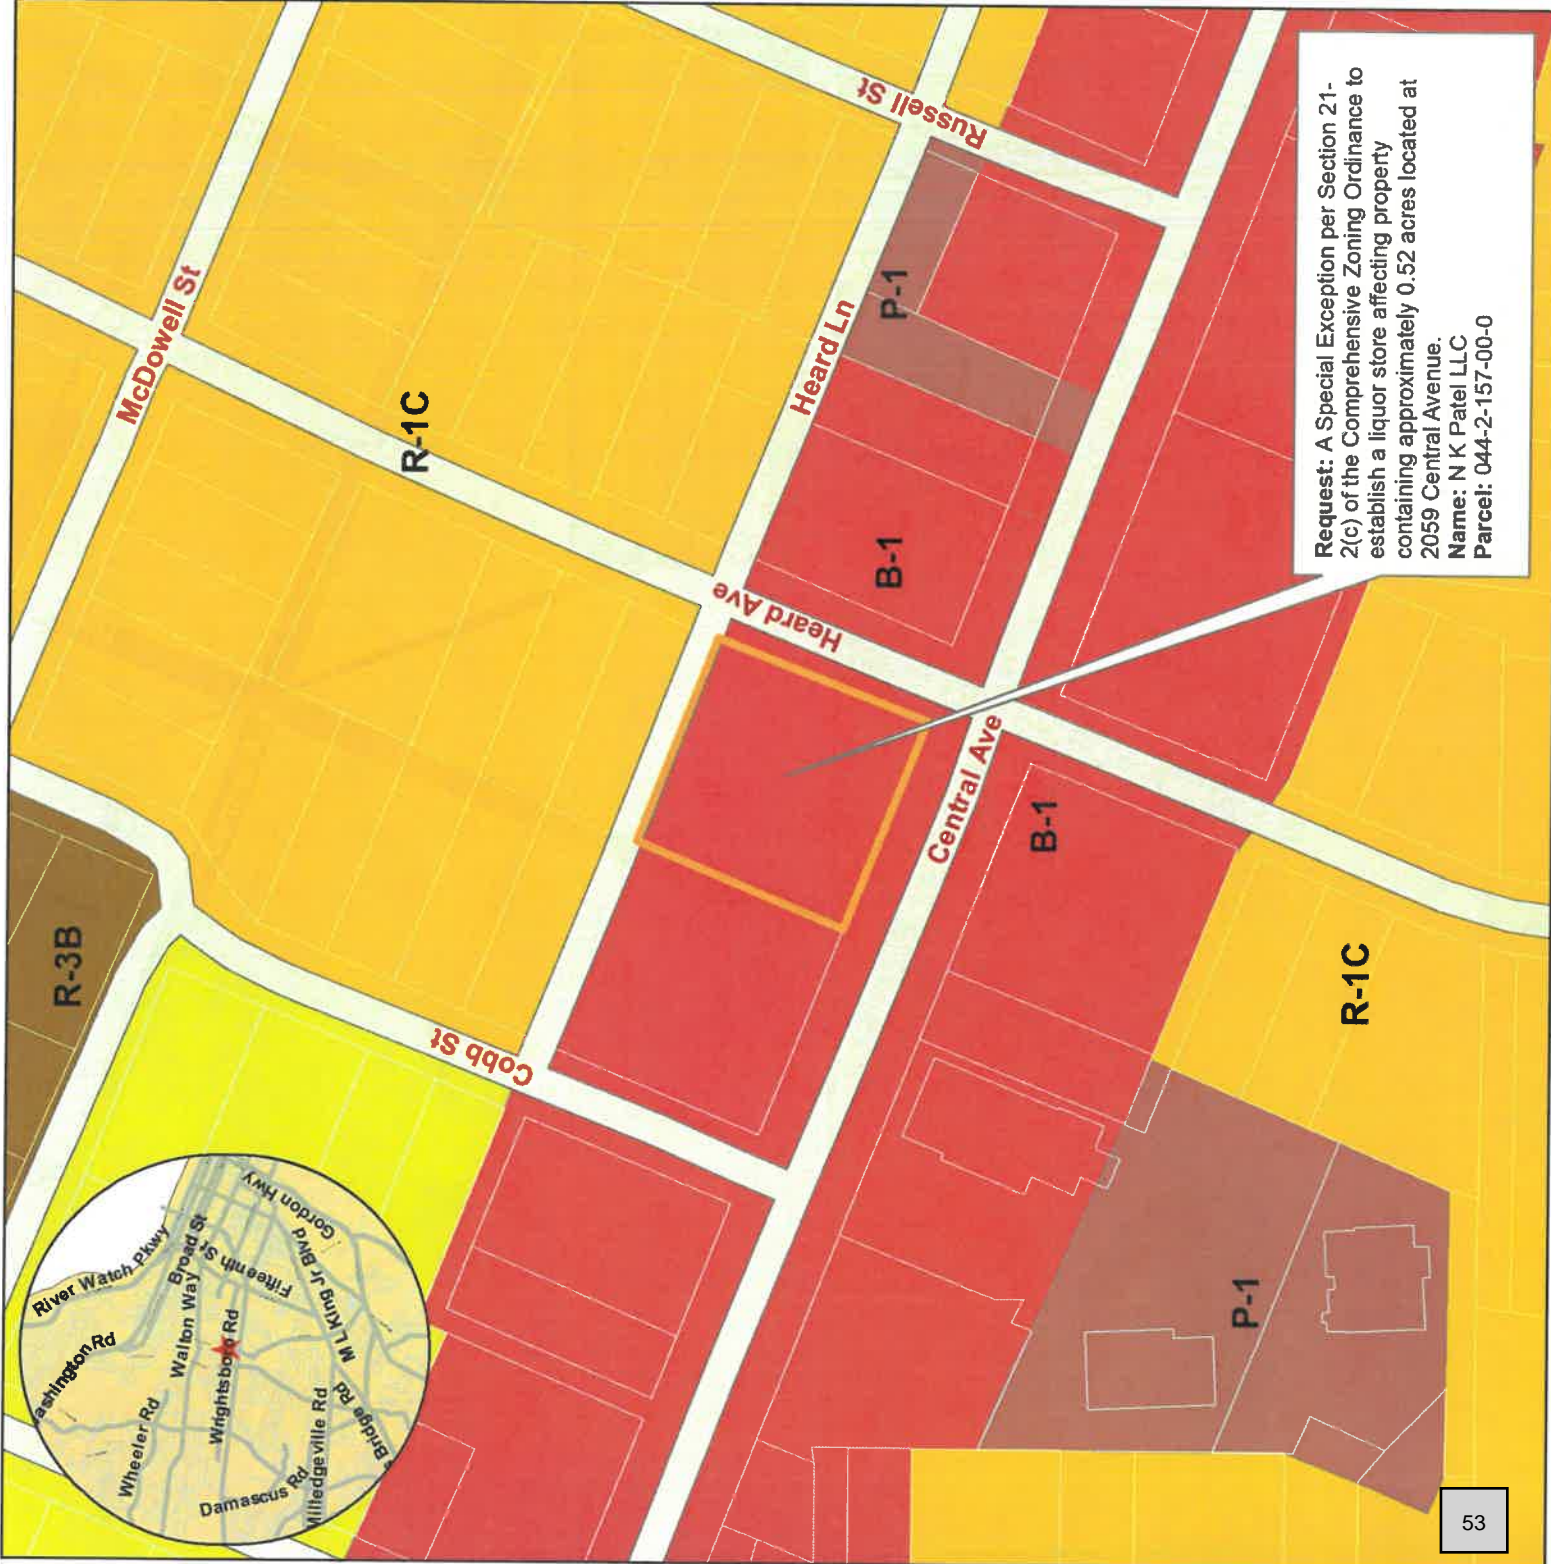 McDowell St
R-1C
Russell St
Heard Ln
P-1
B-1
Heard Ave
Central Ave
B-1
R-3B
Cobb St
R-1C
P-1
Request: A Special Exception per Section 21-
2(c) of the Comprehensive Zoning Ordinance to
establish a liquor store affecting property
containing approximately 0.52 acres located at
2059 Central Avenue.
Name: N K Patel LLC
Parcel: 044-2-157-00-0
River Watch Pkwy
ashington Rd
Broad St
Walton Way
Fifteenth St
Gordon Hwy
Wheeler Rd
Wrightsboro Rd
M L King Jr Blvd
Damascus Rd
Milledgeville Rd
Bridge Rd
53